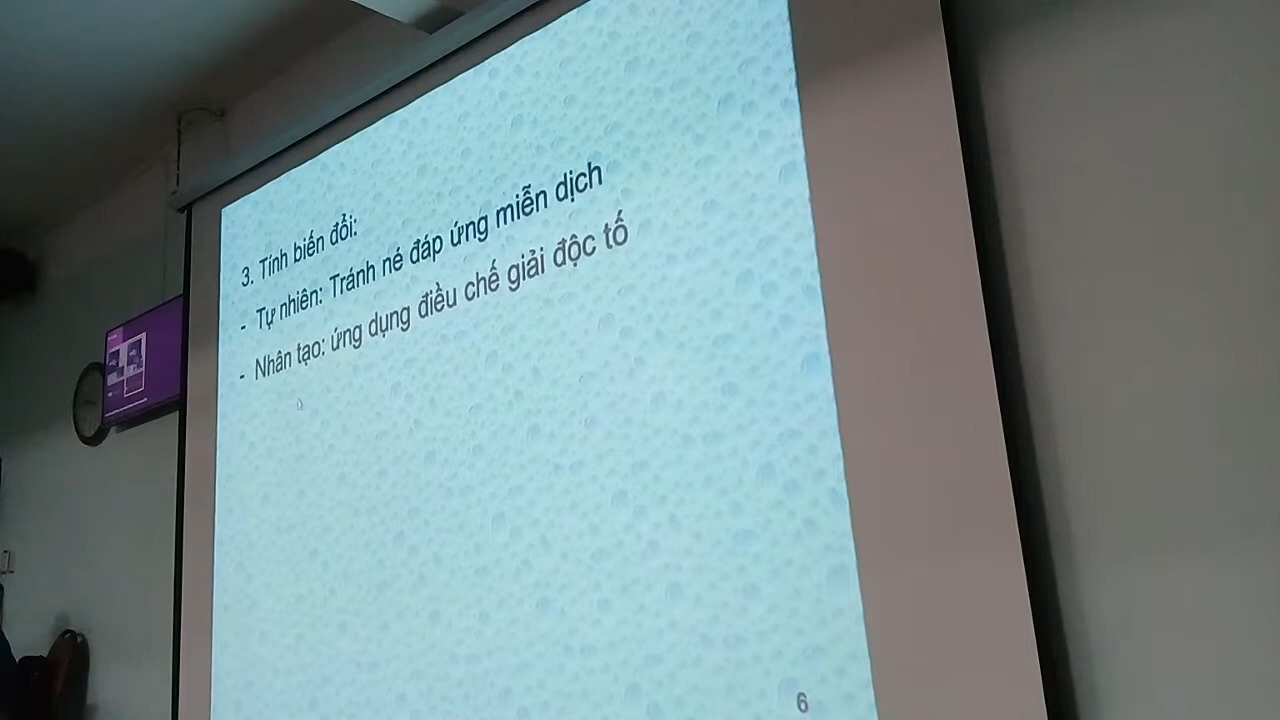 3. Tính biến đổi:
- Tự nhiên: Tránh né đáp ứng miễn dịch
- Nhân tạo: ứng dụng điều chế giải độc tố
6